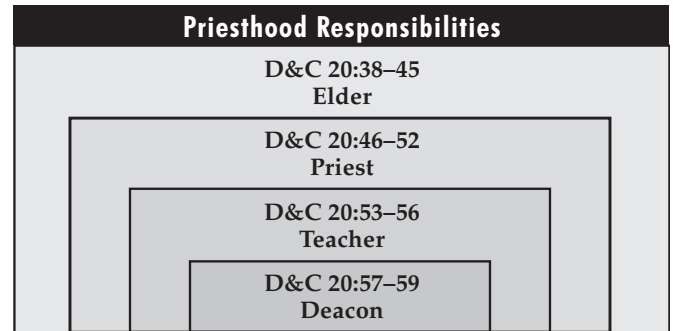 Priesthood Responsibilities
D&C 20:38–45
Elder
D&C 20:46–52
Priest
D&C 20:53–56
Teacher
D&C 20:57–59
Deacon